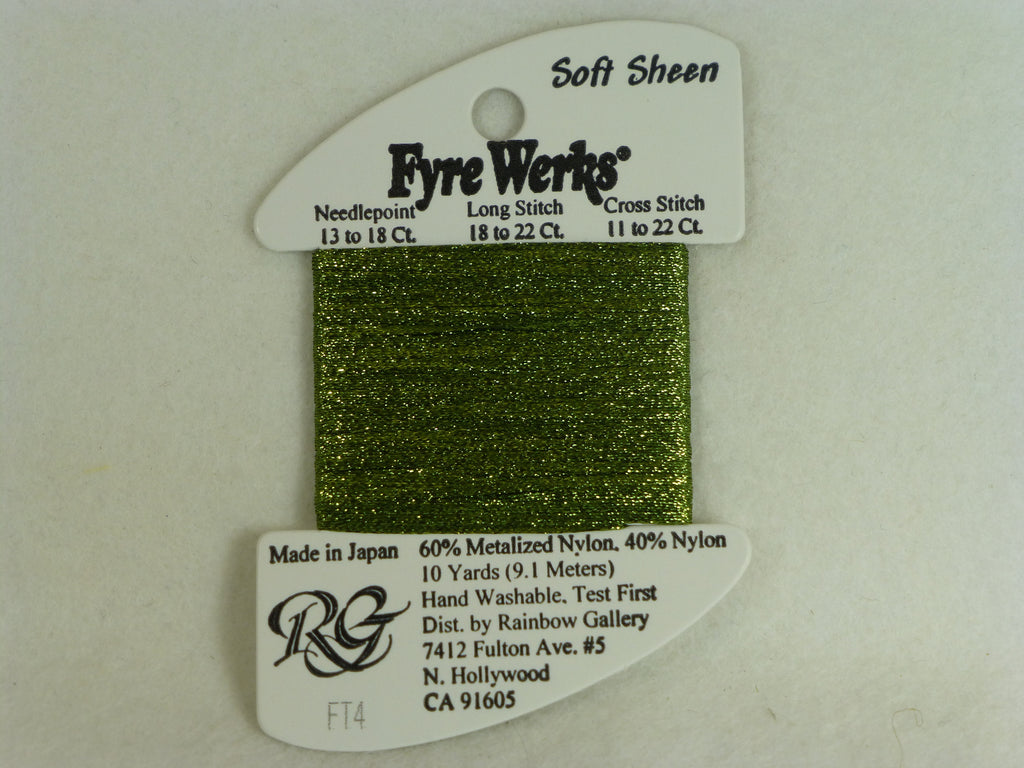 Soft Sheen
Fyre Werks®
Needlepoint Long Stitch Cross Stitch
13 to 18 Ct. 18 to 22 Ct. 11 to 22 Ct.
Made in Japan 60% Metalized Nylon, 40% Nylon
10 Yards (9.1 Meters)
Hand Washable, Test First
Dist. by Rainbow Gallery
7412 Fulton Ave. #5
N. Hollywood
CA 91605
RG
FT4